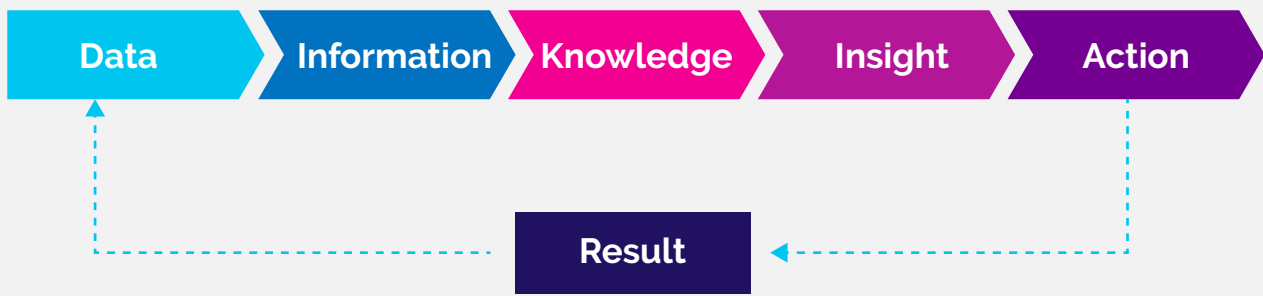 Data
Information
Knowledge
Insight
Action
Result